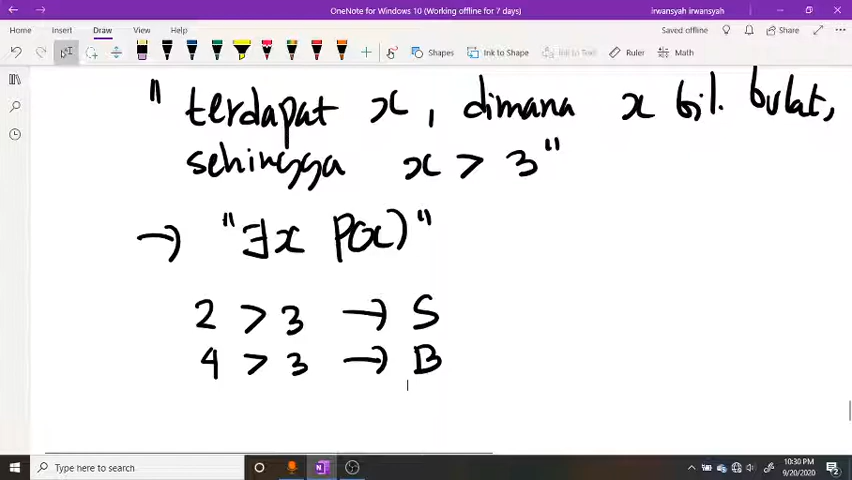 OneNote for Windows 10 (Working offline for 7 days)
irwansyah irwansyah
Home Insert Draw View Help
Saved offline Share
Shapes Ink to Shape Ink to Text Ruler Math
" terdapat x, dimana x bil. bulat,
sehingga x > 3"
→ "∃x P(x)"
2 > 3 → S
4 > 3 → B
Type here to search
10:30 PM
9/20/2020